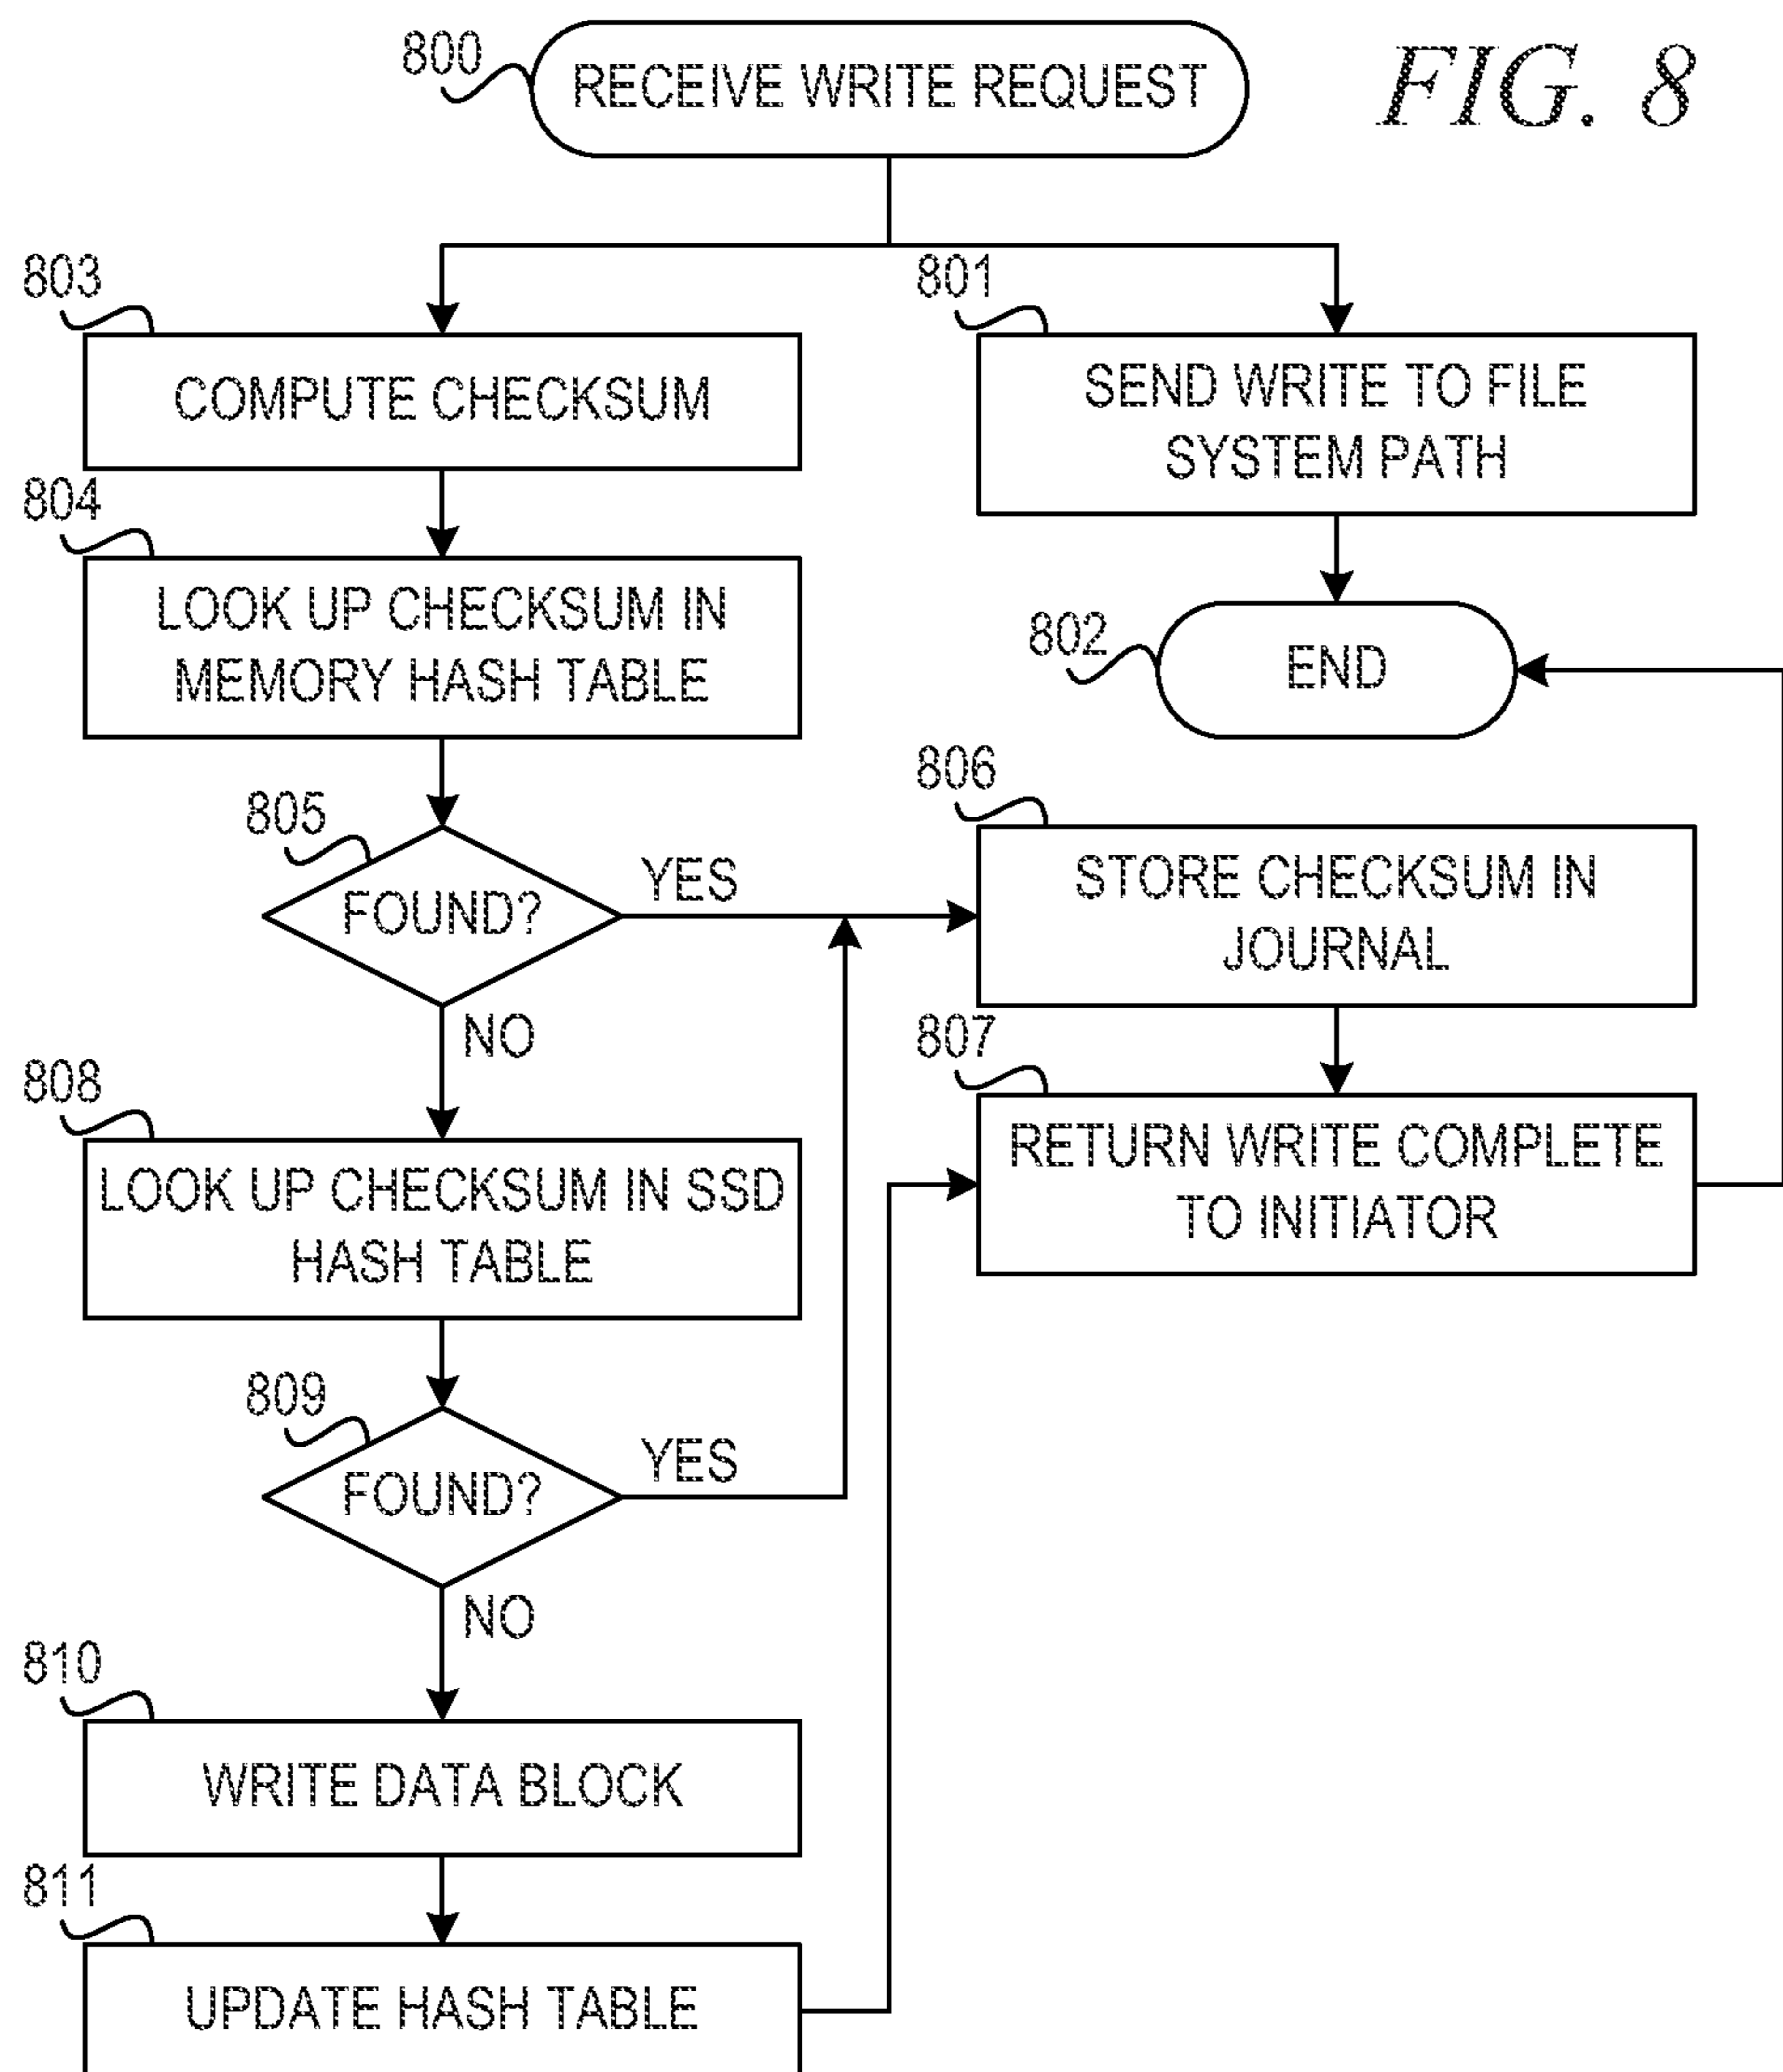 800
RECEIVE WRITE REQUEST
FIG. 8
803
COMPUTE CHECKSUM
801
SEND WRITE TO FILE
SYSTEM PATH
804
LOOK UP CHECKSUM IN
MEMORY HASH TABLE
802
END
805
FOUND?
YES
NO
806
STORE CHECKSUM IN
JOURNAL
807
RETURN WRITE COMPLETE
TO INITIATOR
808
LOOK UP CHECKSUM IN SSD
HASH TABLE
809
FOUND?
YES
NO
810
WRITE DATA BLOCK
811
UPDATE HASH TABLE